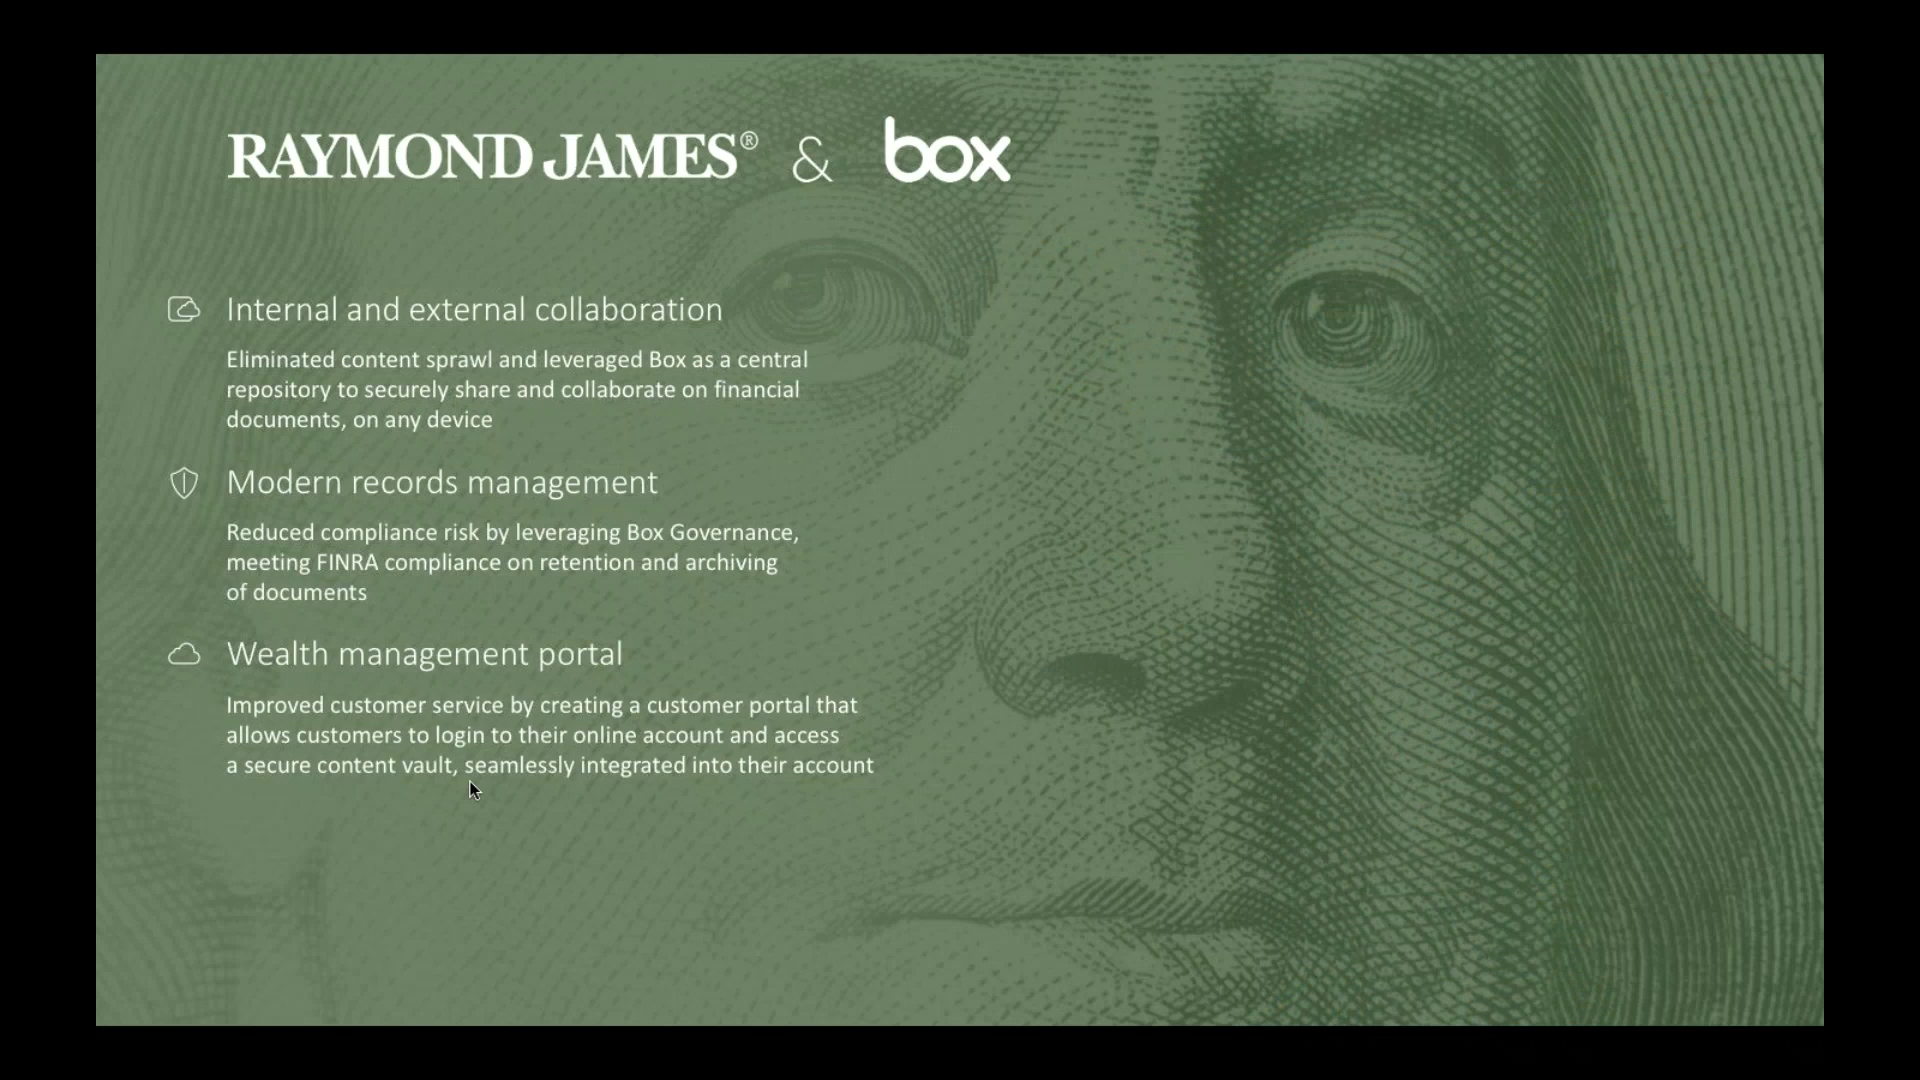 RAYMOND JAMES® & box
Internal and external collaboration
Eliminated content sprawl and leveraged Box as a central
repository to securely share and collaborate on financial
documents, on any device
Modern records management
Reduced compliance risk by leveraging Box Governance,
meeting FINRA compliance on retention and archiving
of documents
Wealth management portal
Improved customer service by creating a customer portal that
allows customers to login to their online account and access
a secure content vault, seamlessly integrated into their account